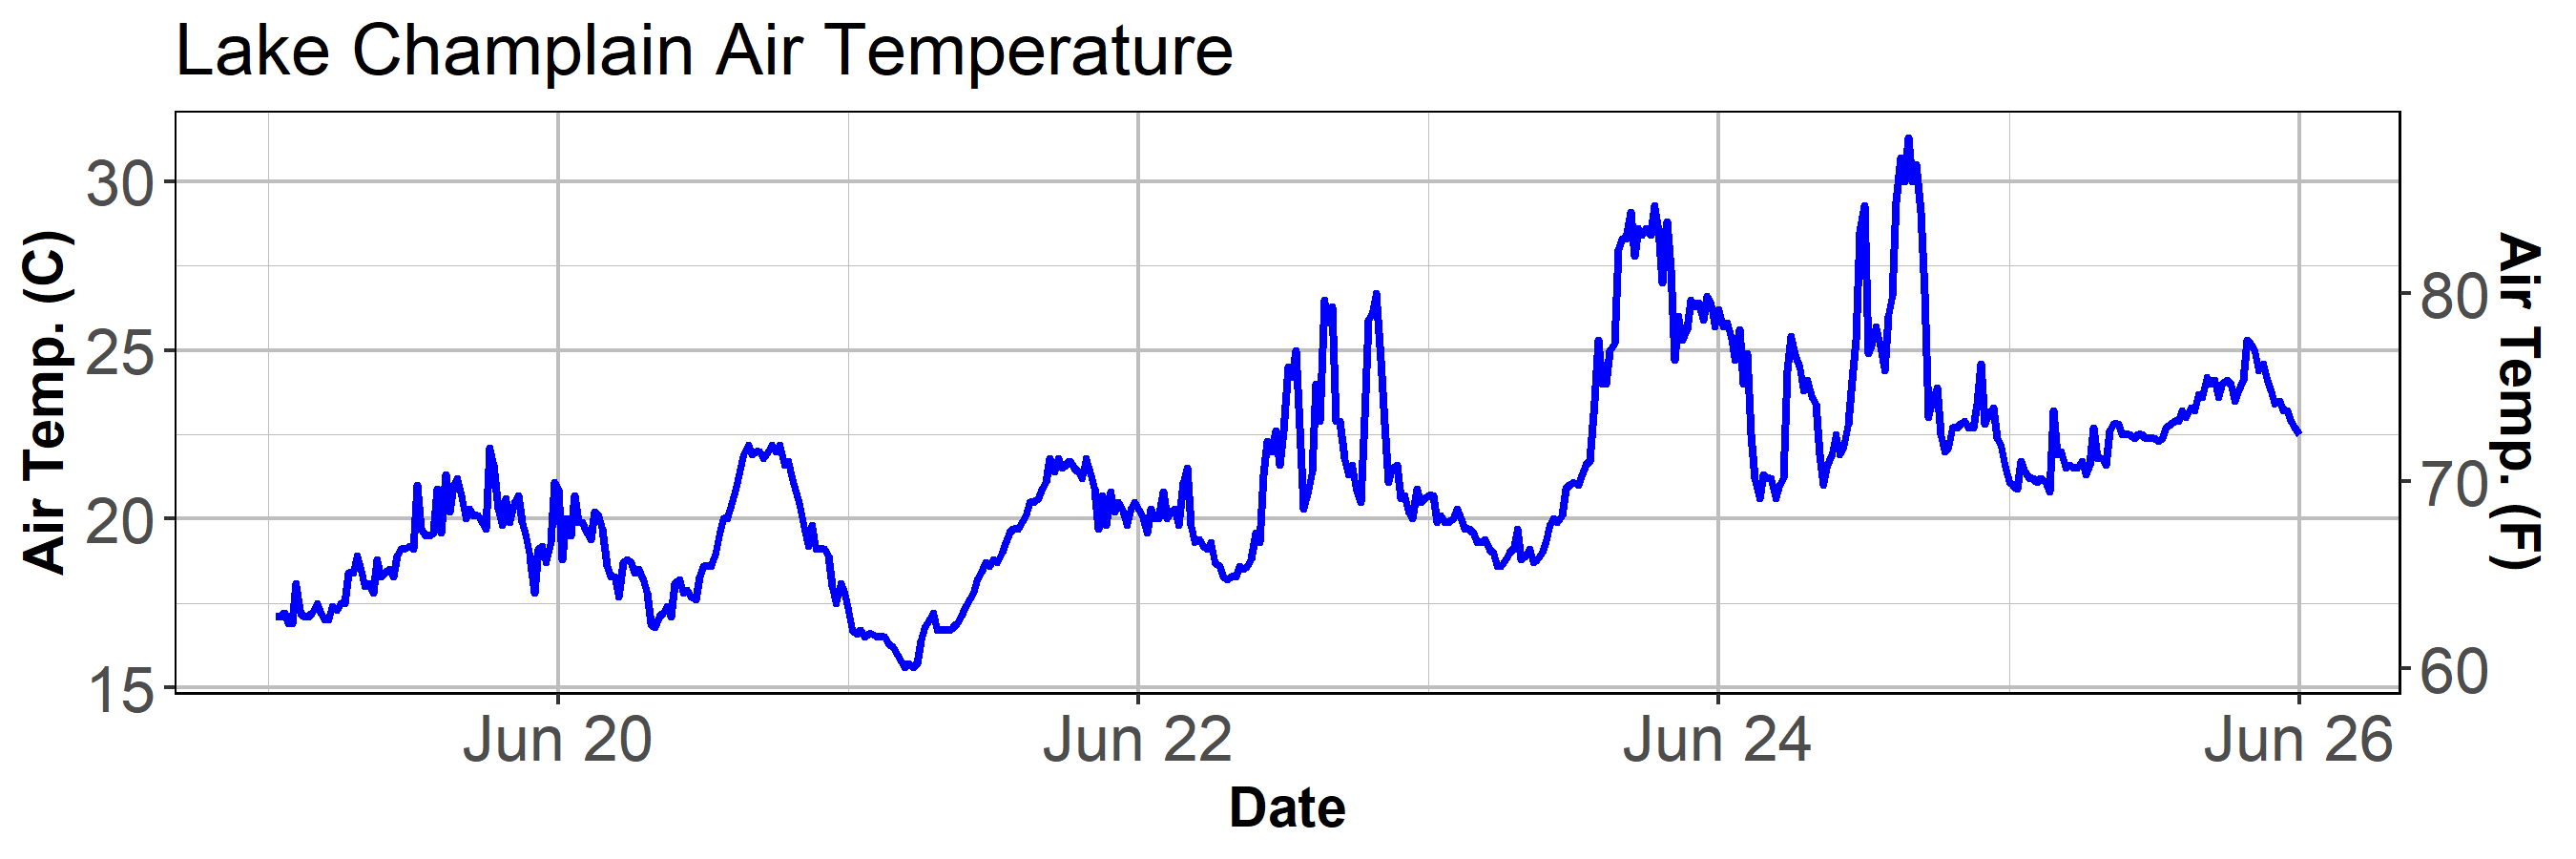 Lake Champlain Air Temperature
Air Temp. (C)
30
25
20
15
Air Temp. (F)
80
70
60
Jun 20 Jun 22 Jun 24 Jun 26
Date